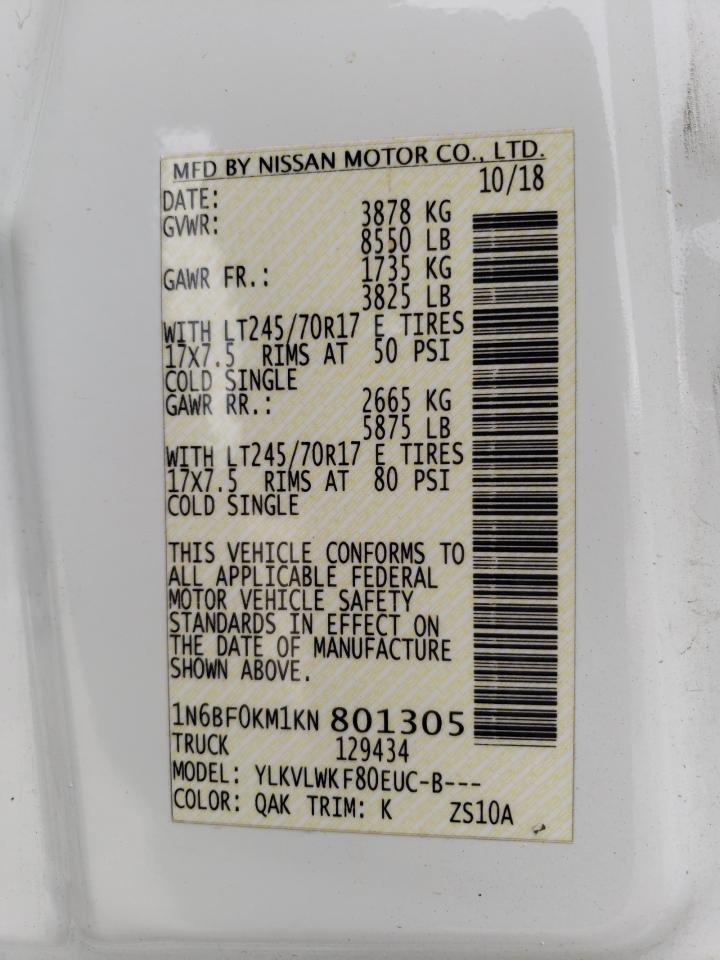 MFD BY NISSAN MOTOR CO., LTD.
DATE: 10/18
GVWR: 3878 KG
8550 LB
GAWR FR.: 1735 KG
3825 LB
WITH LT245/70R17 E TIRES
17X7.5 RIMS AT 50 PSI
COLD SINGLE
GAWR RR.: 2665 KG
5875 LB
WITH LT245/70R17 E TIRES
17X7.5 RIMS AT 80 PSI
COLD SINGLE
THIS VEHICLE CONFORMS TO
ALL APPLICABLE FEDERAL
MOTOR VEHICLE SAFETY
STANDARDS IN EFFECT ON
THE DATE OF MANUFACTURE
SHOWN ABOVE.
1N6BF0KM1KN 801305
TRUCK 129434
MODEL: YLKVLWKF80EUC-B---
COLOR: QAK TRIM: K ZS10A